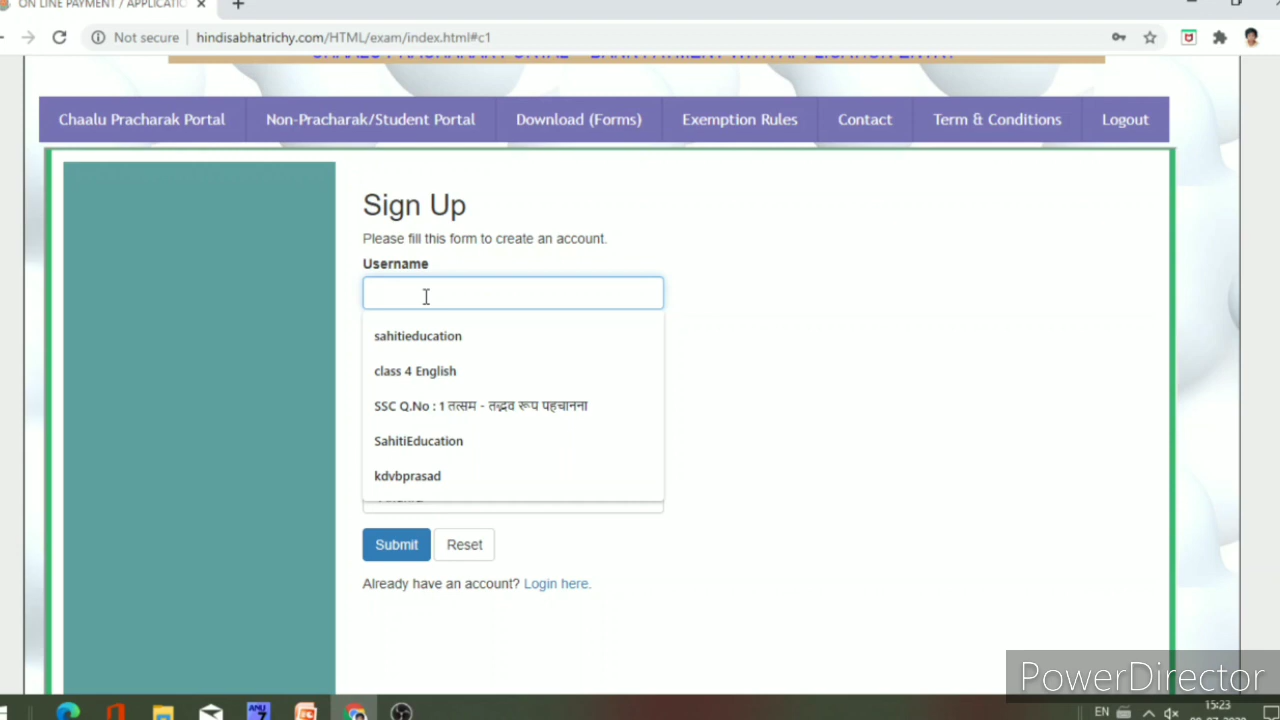 ON LINE PAYMENT / APPLICATIO
Not secure
hindisabhatrichy.com/HTML/exam/index.html#c1
Chaalu Pracharak Portal
Non-Pracharak/Student Portal
Download (Forms)
Exemption Rules
Contact
Term & Conditions
Logout
Sign Up
Please fill this form to create an account.
Username
sahitieducation
class 4 English
SSC Q.No : 1 तत्सम - तद्भव रूप पहचानना
SahitiEducation
kdvbprasad
Submit
Reset
Already have an account? Login here.
PowerDirector
EN
15:23